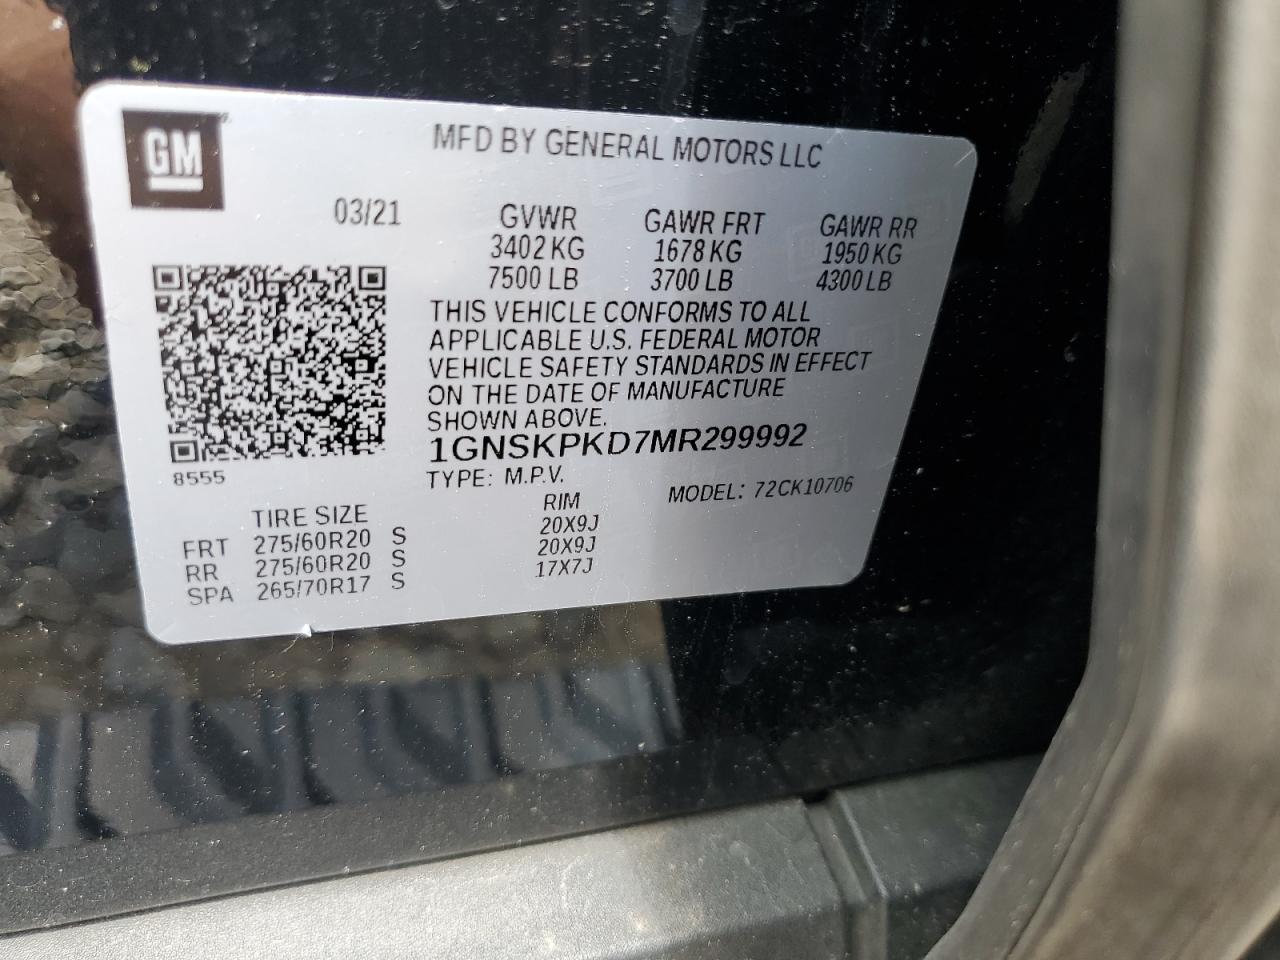 GM
MFD BY GENERAL MOTORS LLC
03/21
GVWR GAWR FRT GAWR RR
3402 KG 1678 KG 1950 KG
7500 LB 3700 LB 4300 LB
THIS VEHICLE CONFORMS TO ALL
APPLICABLE U.S. FEDERAL MOTOR
VEHICLE SAFETY STANDARDS IN EFFECT
ON THE DATE OF MANUFACTURE
SHOWN ABOVE.
1GNSKPKD7MR299992
8555
TYPE: M.P.V. MODEL: 72CK10706
TIRE SIZE RIM
FRT 275/60R20 S 20X9J
RR 275/60R20 S 20X9J
SPA 265/70R17 S 17X7J